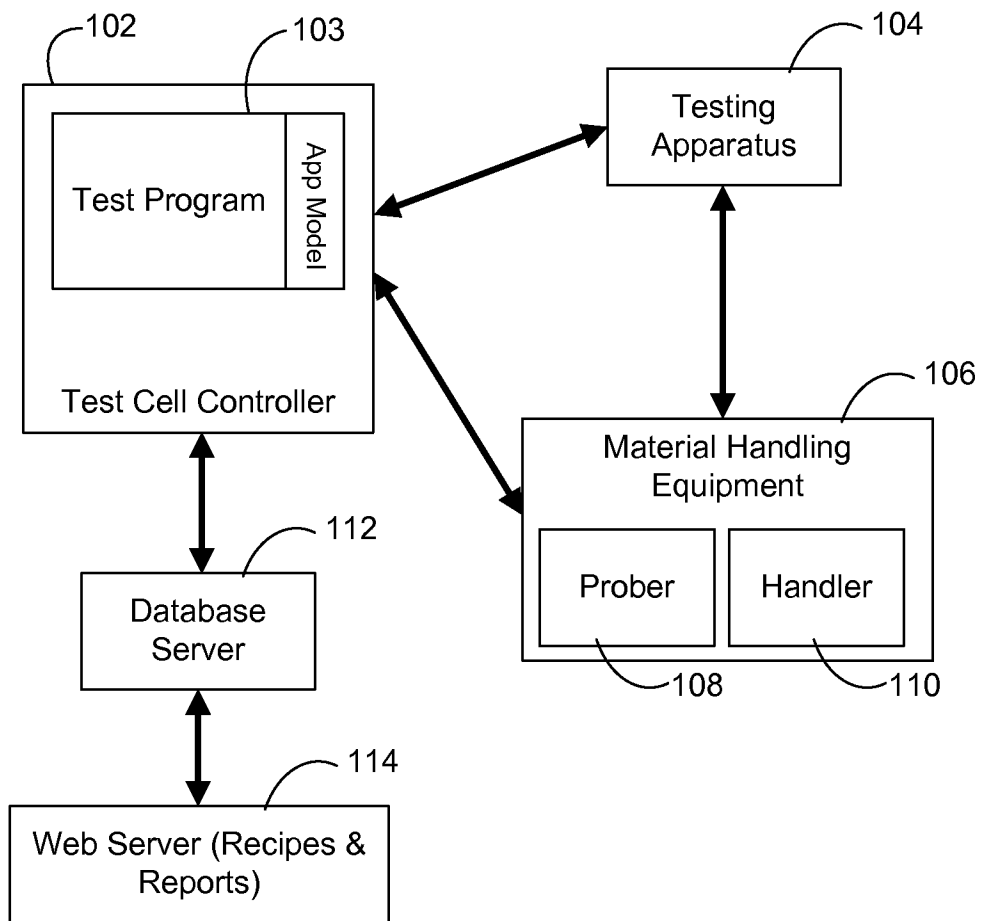 102
103
104
Testing
Apparatus
Test Program
App Model
Test Cell Controller
106
Material Handling
Equipment
Prober
Handler
108
110
112
Database
Server
114
Web Server (Recipes &
Reports)